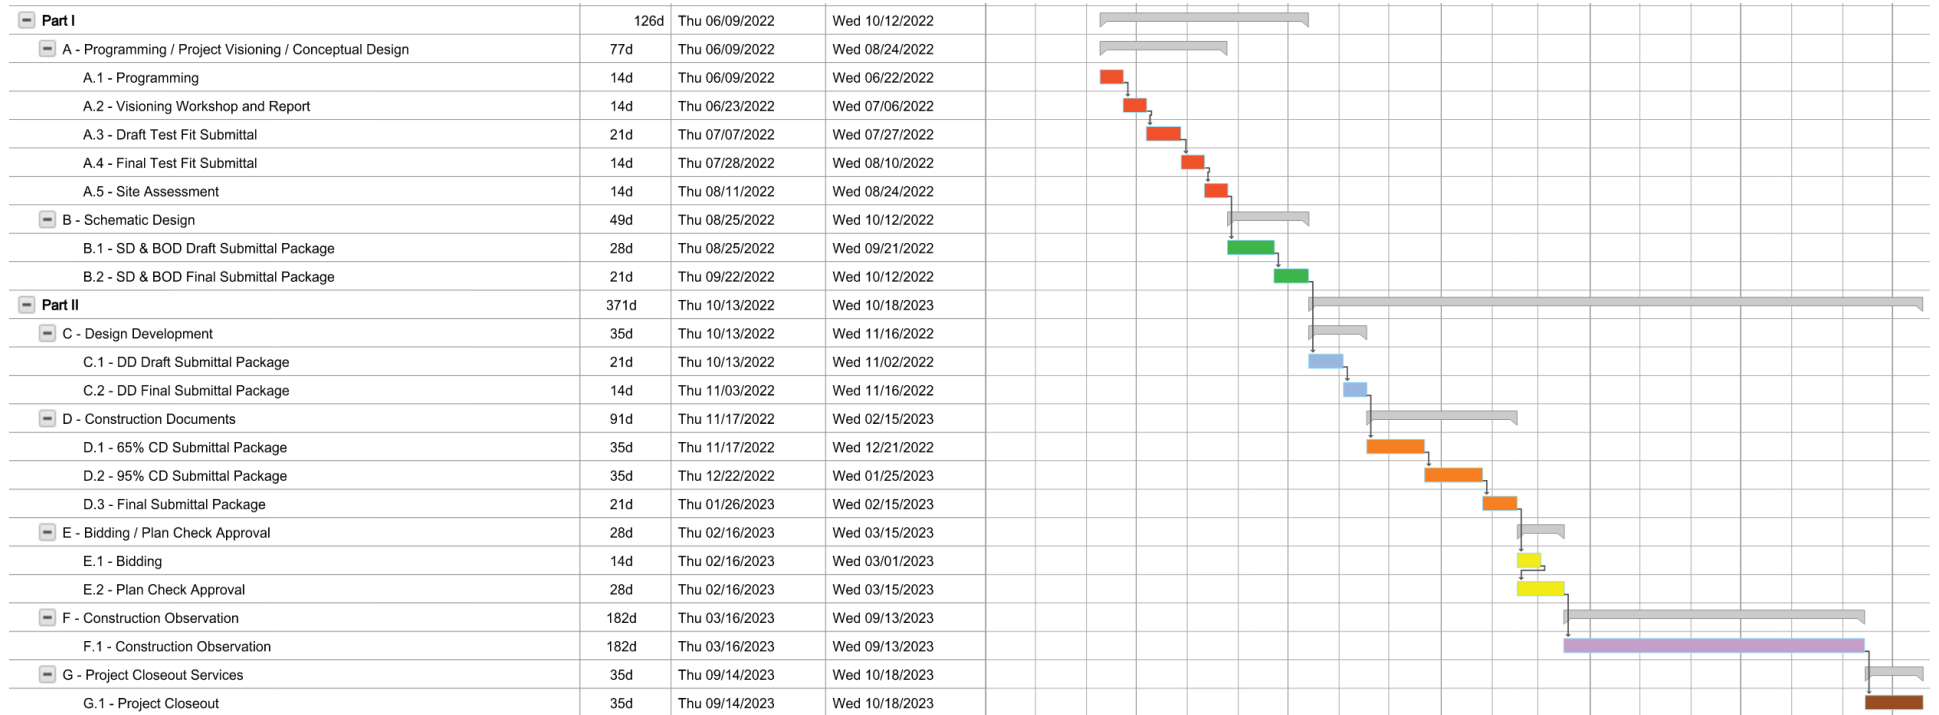 Part I 126d Thu 06/09/2022 Wed 10/12/2022
A - Programming / Project Visioning / Conceptual Design 77d Thu 06/09/2022 Wed 08/24/2022
A.1 - Programming 14d Thu 06/09/2022 Wed 06/22/2022
A.2 - Visioning Workshop and Report 14d Thu 06/23/2022 Wed 07/06/2022
A.3 - Draft Test Fit Submittal 21d Thu 07/07/2022 Wed 07/27/2022
A.4 - Final Test Fit Submittal 14d Thu 07/28/2022 Wed 08/10/2022
A.5 - Site Assessment 14d Thu 08/11/2022 Wed 08/24/2022
B - Schematic Design 49d Thu 08/25/2022 Wed 10/12/2022
B.1 - SD & BOD Draft Submittal Package 28d Thu 08/25/2022 Wed 09/21/2022
B.2 - SD & BOD Final Submittal Package 21d Thu 09/22/2022 Wed 10/12/2022
Part II 371d Thu 10/13/2022 Wed 10/18/2023
C - Design Development 35d Thu 10/13/2022 Wed 11/16/2022
C.1 - DD Draft Submittal Package 21d Thu 10/13/2022 Wed 11/02/2022
C.2 - DD Final Submittal Package 14d Thu 11/03/2022 Wed 11/16/2022
D - Construction Documents 91d Thu 11/17/2022 Wed 02/15/2023
D.1 - 65% CD Submittal Package 35d Thu 11/17/2022 Wed 12/21/2022
D.2 - 95% CD Submittal Package 35d Thu 12/22/2022 Wed 01/25/2023
D.3 - Final Submittal Package 21d Thu 01/26/2023 Wed 02/15/2023
E - Bidding / Plan Check Approval 28d Thu 02/16/2023 Wed 03/15/2023
E.1 - Bidding 14d Thu 02/16/2023 Wed 03/01/2023
E.2 - Plan Check Approval 28d Thu 02/16/2023 Wed 03/15/2023
F - Construction Observation 182d Thu 03/16/2023 Wed 09/13/2023
F.1 - Construction Observation 182d Thu 03/16/2023 Wed 09/13/2023
G - Project Closeout Services 35d Thu 09/14/2023 Wed 10/18/2023
G.1 - Project Closeout 35d Thu 09/14/2023 Wed 10/18/2023